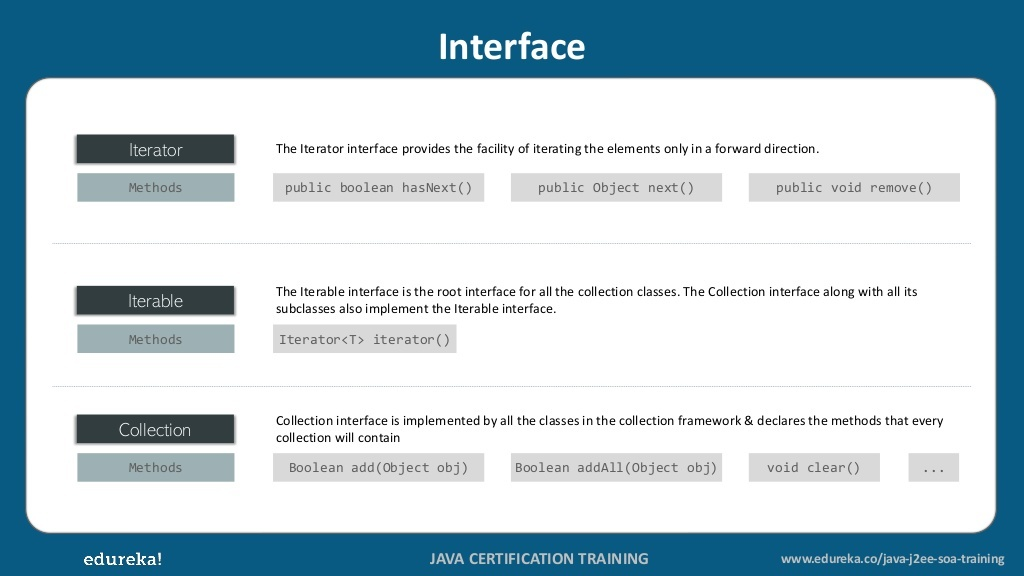 Interface
Iterator
The Iterator interface provides the facility of iterating the elements only in a forward direction.
Methods
public boolean hasNext()
public Object next()
public void remove()
Iterable
The Iterable interface is the root interface for all the collection classes. The Collection interface along with all its
subclasses also implement the Iterable interface.
Methods
Iterator<T> iterator()
Collection
Collection interface is implemented by all the classes in the collection framework & declares the methods that every
collection will contain
Methods
Boolean add(Object obj)
Boolean addAll(Object obj)
void clear()
...
edureka!
JAVA CERTIFICATION TRAINING
www.edureka.co/java-j2ee-soa-training